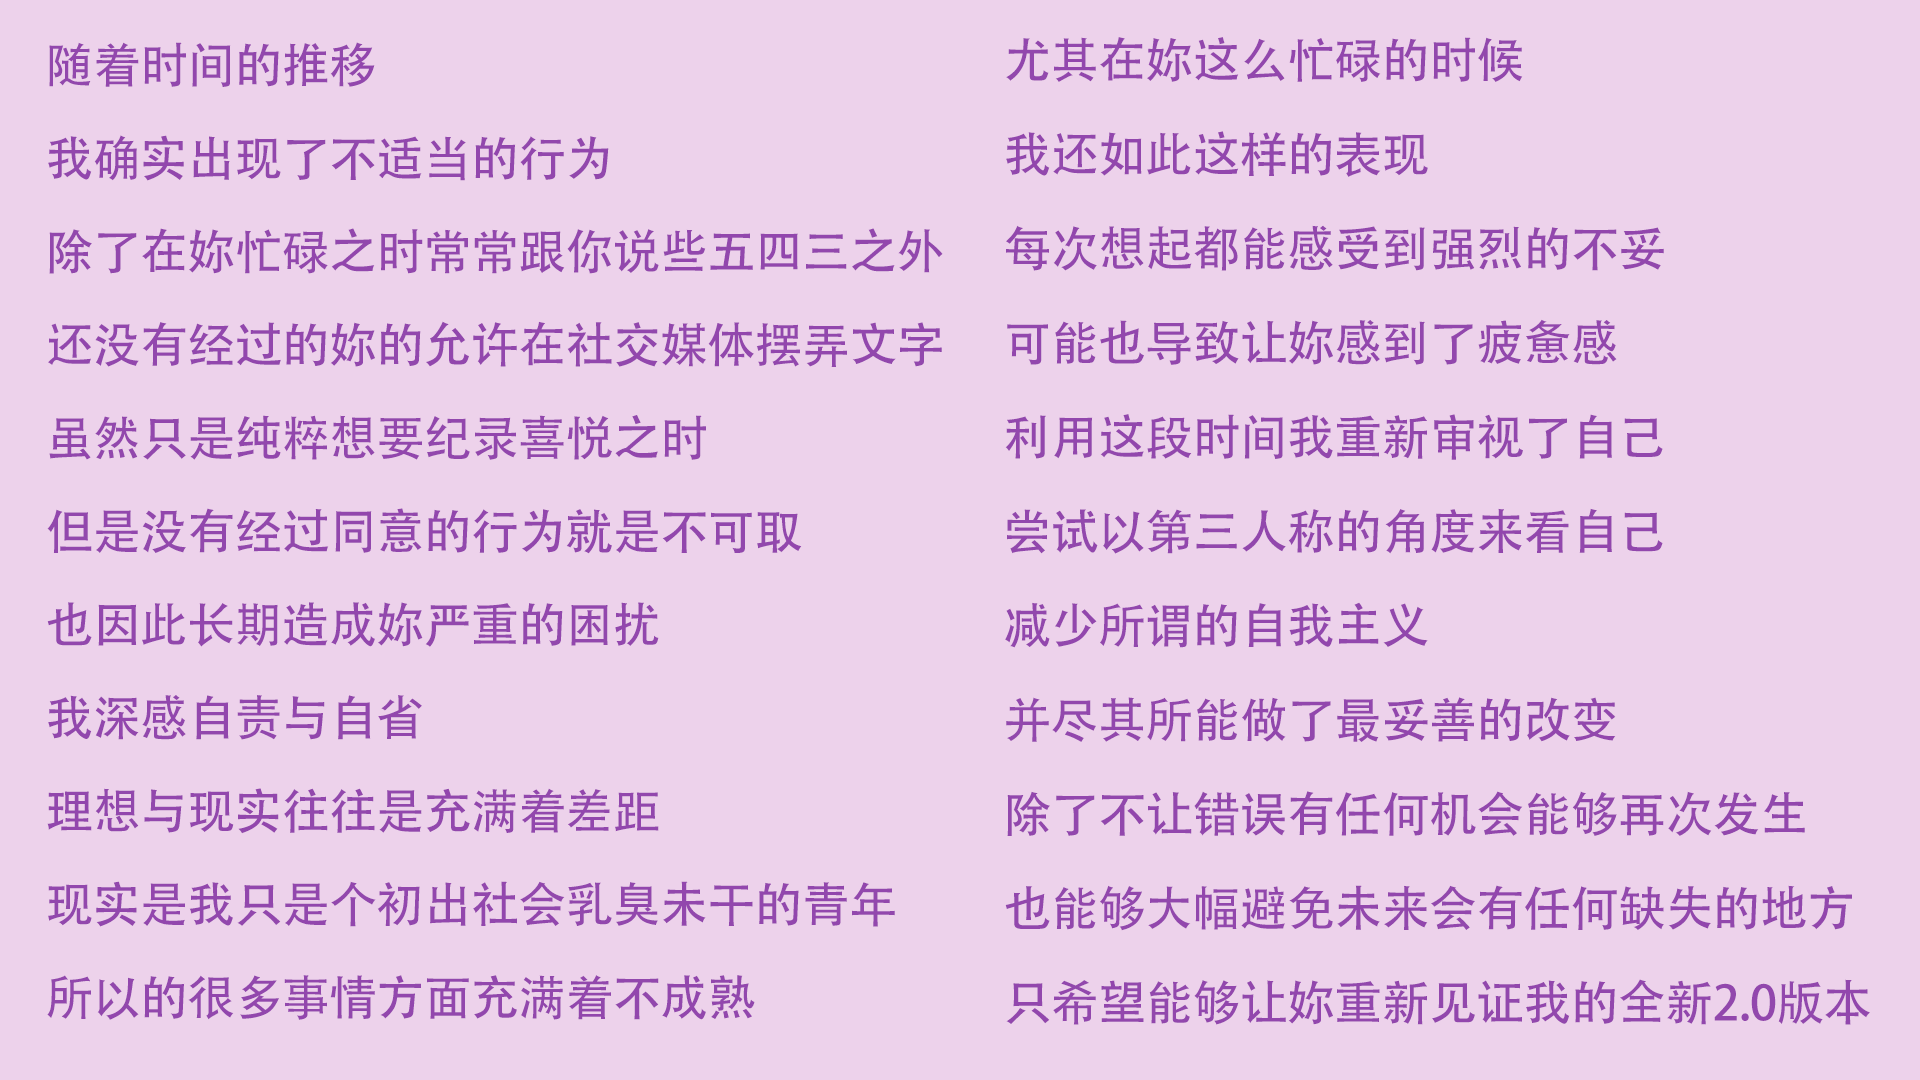 随着时间的推移
我确实出现了不适当的行为
除了在妳忙碌之时常常跟你说些五四三之外
还没有经过的妳的允许在社交媒体摆弄文字
虽然只是纯粹想要纪录喜悦之时
但是没有经过同意的行为就是不可取
也因此长期造成妳严重的困扰
我深感自责与自省
理想与现实往往是充满着差距
现实是我只是个初出社会乳臭未干的青年
所以的很多事情方面充满着不成熟
尤其在妳这么忙碌的时候
我还如此这样的表现
每次想起都能感受到强烈的不妥
可能也导致让妳感到了疲惫感
利用这段时间我重新审视了自己
尝试以第三人称的角度来看自己
减少所谓的自我主义
并尽其所能做了最妥善的改变
除了不让错误有任何机会能够再次发生
也能够大幅避免未来会有任何缺失的地方
只希望能够让妳重新见证我的全新2.0版本